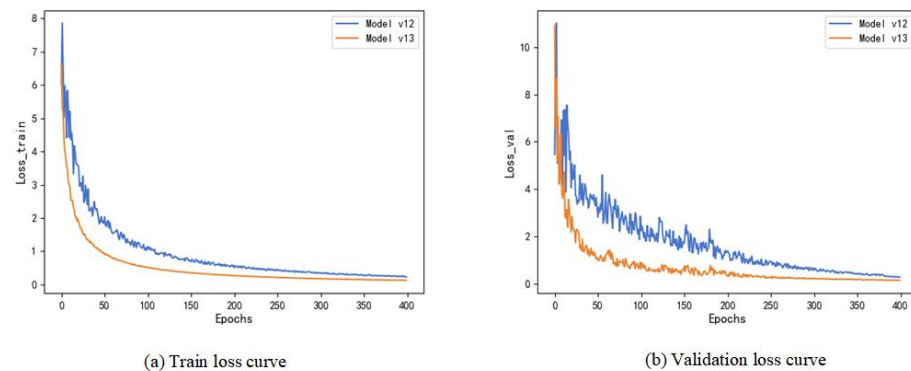 Model v12
Model v13
8
7
6
5
4
3
2
1
0
Loss_train
0 50 100 150 200 250 300 350 400
Epochs
(a) Train loss curve
Model v12
Model v13
10
8
6
4
2
0
Loss_val
0 50 100 150 200 250 300 350 400
Epochs
(b) Validation loss curve